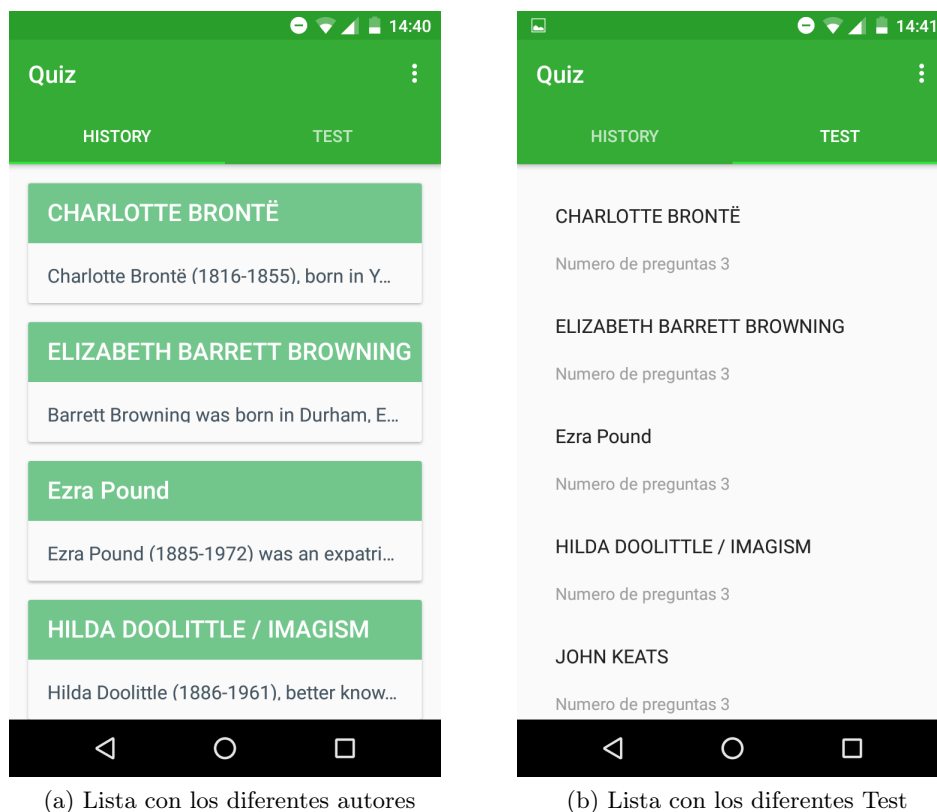 14:40
Quiz
HISTORY TEST
CHARLOTTE BRONTË
Charlotte Brontë (1816-1855), born in Y...
ELIZABETH BARRETT BROWNING
Barrett Browning was born in Durham, E...
Ezra Pound
Ezra Pound (1885-1972) was an expatri...
HILDA DOOLITTLE / IMAGISM
Hilda Doolittle (1886-1961), better know...
(a) Lista con los diferentes autores
14:41
Quiz
HISTORY TEST
CHARLOTTE BRONTË
Numero de preguntas 3
ELIZABETH BARRETT BROWNING
Numero de preguntas 3
Ezra Pound
Numero de preguntas 3
HILDA DOOLITTLE / IMAGISM
Numero de preguntas 3
JOHN KEATS
Numero de preguntas 3
(b) Lista con los diferentes Test